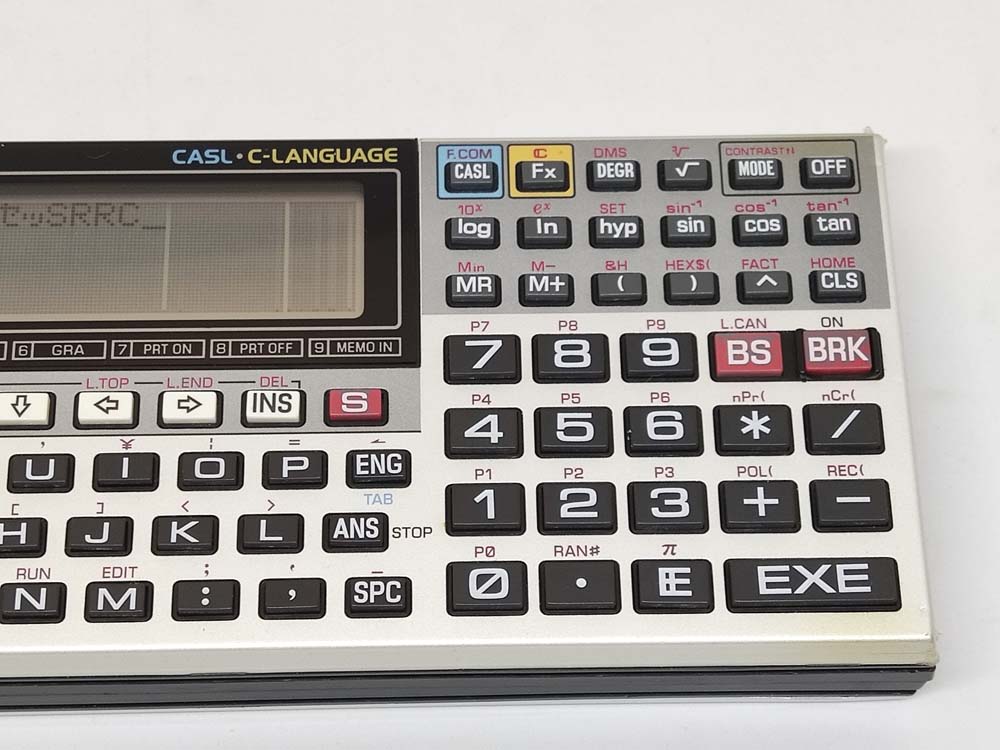 CASL・C-LANGUAGE
F.COM C DMS ³√ CONTRAST↑↓
CASL Fx DEGR √ MODE OFF
10ˣ eˣ SET sin⁻¹ cos⁻¹ tan⁻¹
log ln hyp sin cos tan
Min M− &H HEX$( FACT HOME
MR M+ ( ) ^ CLS
SRRC_
6 GRA 7 PRT ON 8 PRT OFF 9 MEMO IN
P7 P8 P9 L.CAN ON
7 8 9 BS BRK
L.TOP L.END DEL
⇩ ⇦ ⇨ INS S
P4 P5 P6 nPr( nCr(
4 5 6 * /
' ¥ ¦ =
U I O P ENG
TAB
P1 P2 P3 POL( REC(
1 2 3 + −
[ ] < >
H J K L ANS STOP
P0 RAN# π
0 . E EXE
RUN EDIT ;
N M : , SPC